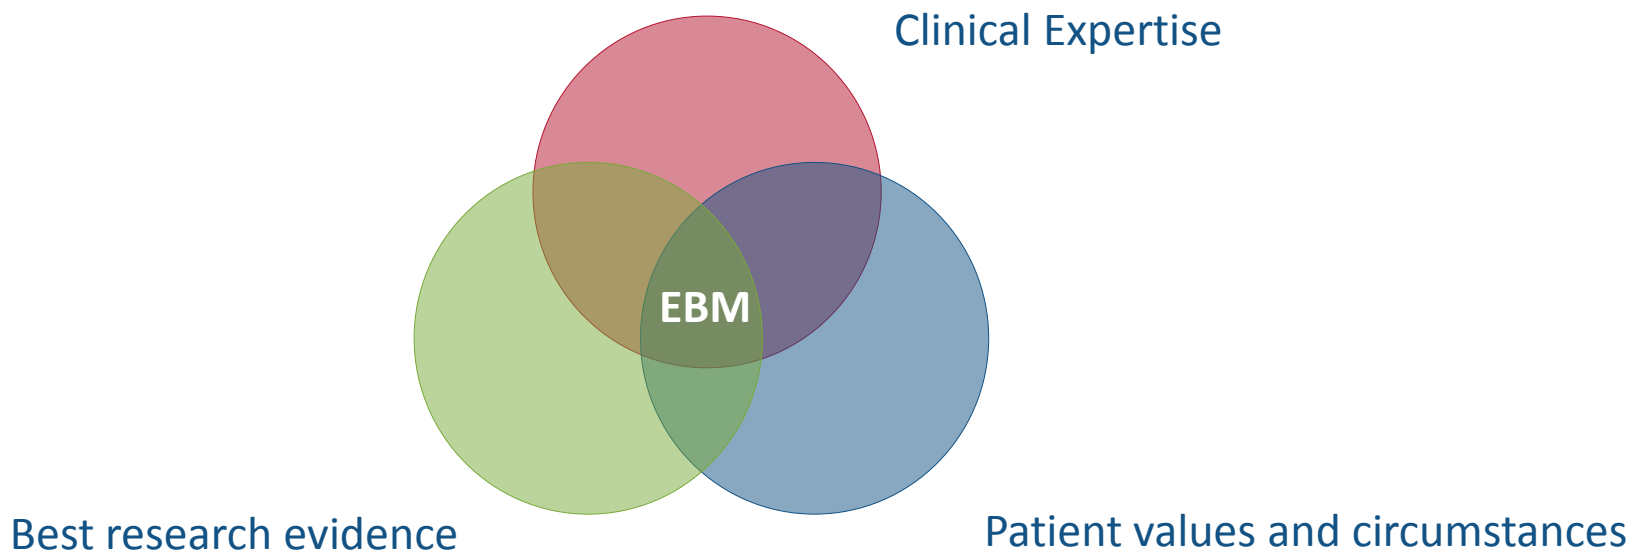 Clinical Expertise
EBM
Best research evidence
Patient values and circumstances